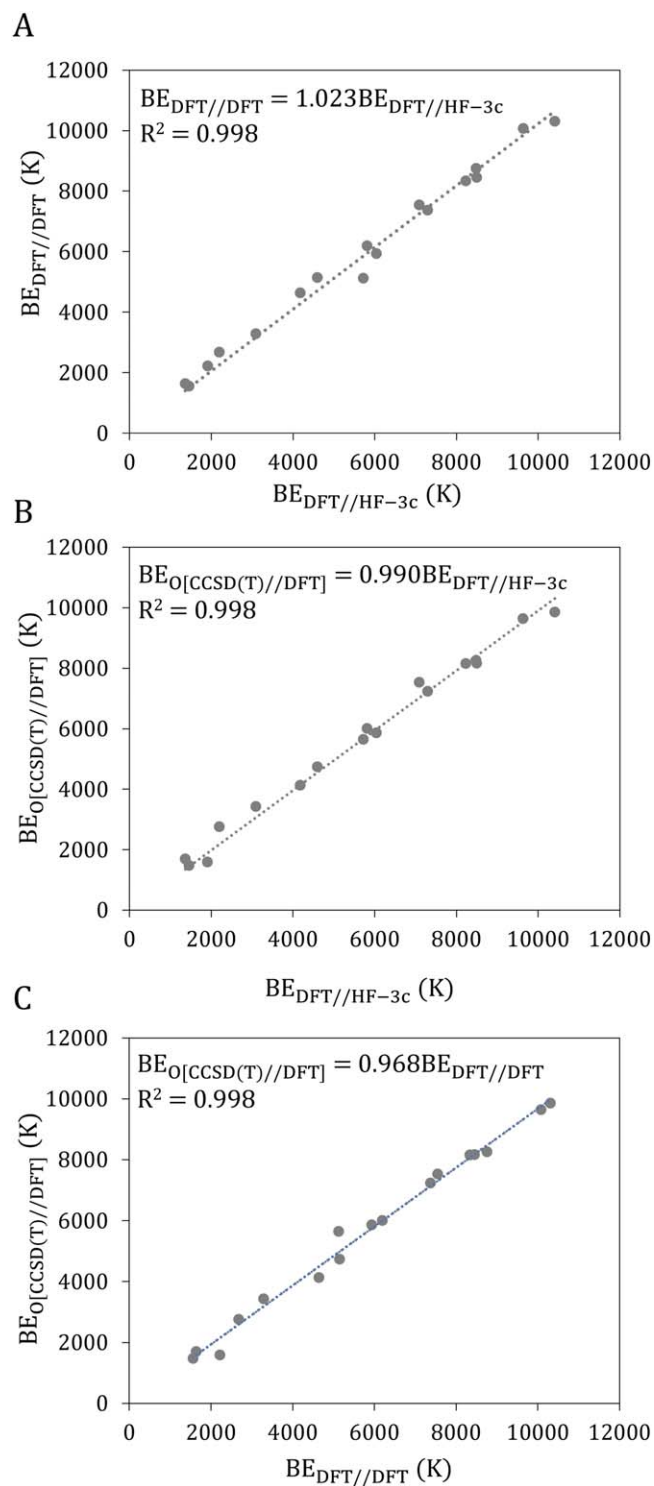 A
12000
10000
8000
6000
4000
2000
0
BE_DFT//DFT (K)
BE_DFT//DFT = 1.023BE_DFT//HF−3c
R² = 0.998
0 2000 4000 6000 8000 10000 12000
BE_DFT//HF−3c (K)
B
12000
10000
8000
6000
4000
2000
0
BE_O[CCSD(T)//DFT] (K)
BE_O[CCSD(T)//DFT] = 0.990BE_DFT//HF−3c
R² = 0.998
0 2000 4000 6000 8000 10000 12000
BE_DFT//HF−3c (K)
C
12000
10000
8000
6000
4000
2000
0
BE_O[CCSD(T)//DFT] (K)
BE_O[CCSD(T)//DFT] = 0.968BE_DFT//DFT
R² = 0.998
0 2000 4000 6000 8000 10000 12000
BE_DFT//DFT (K)